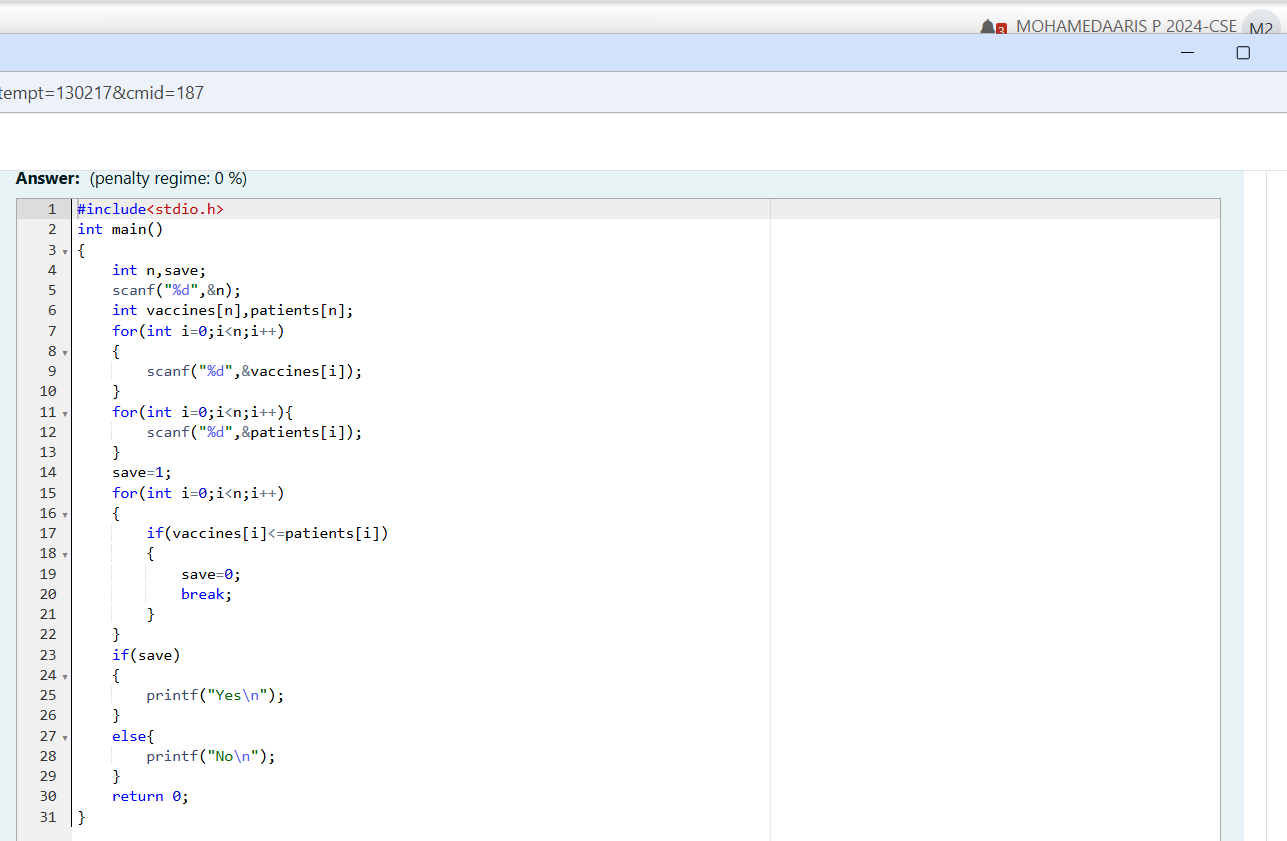 3 MOHAMEDAARIS P 2024-CSE M2
tempt=130217&cmid=187
Answer: (penalty regime: 0 %)
1 #include<stdio.h>
2 int main()
3 {
4     int n,save;
5     scanf("%d",&n);
6     int vaccines[n],patients[n];
7     for(int i=0;i<n;i++)
8     {
9         scanf("%d",&vaccines[i]);
10     }
11     for(int i=0;i<n;i++){
12         scanf("%d",&patients[i]);
13     }
14     save=1;
15     for(int i=0;i<n;i++)
16     {
17         if(vaccines[i]<=patients[i])
18         {
19             save=0;
20             break;
21         }
22     }
23     if(save)
24     {
25         printf("Yes\n");
26     }
27     else{
28         printf("No\n");
29     }
30     return 0;
31 }